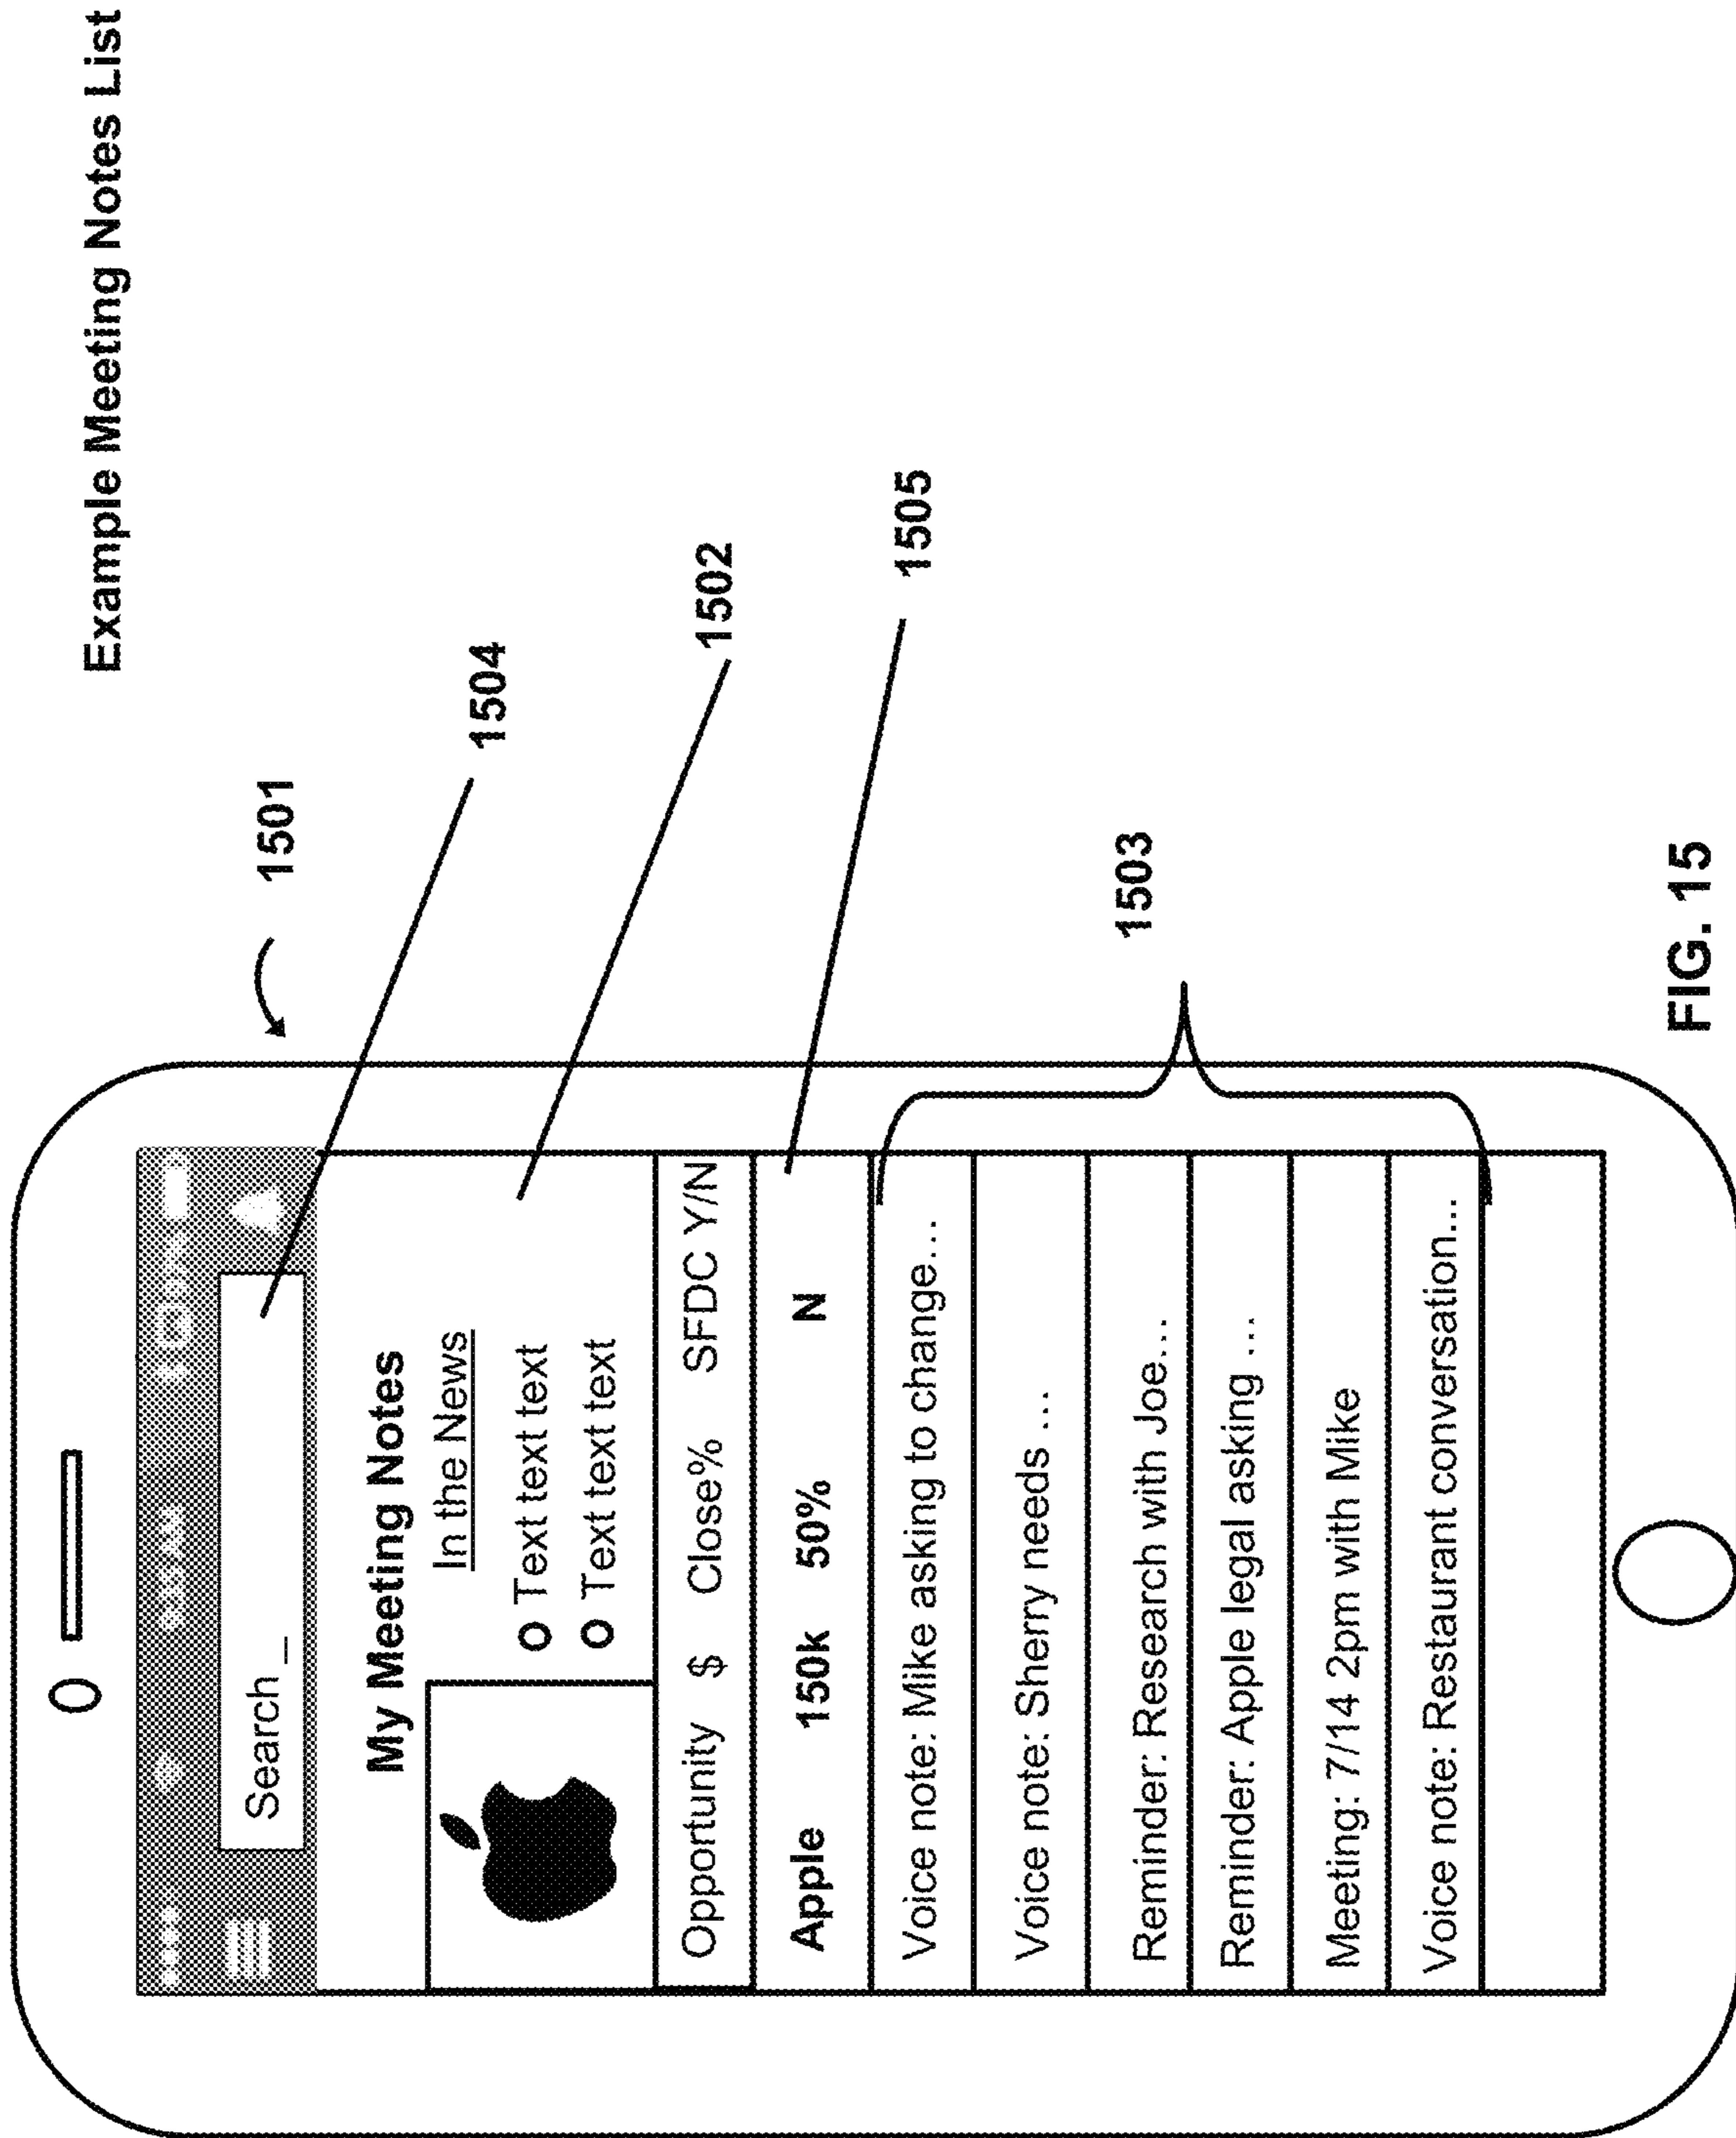 Example Meeting Notes List
1501
1504
Search_
My Meeting Notes
In the News
Text text text
Text text text
1502
Opportunity $ Close% SFDC Y/N
Apple 150k 50% N
1505
Voice note: Mike asking to change...
Voice note: Sherry needs ...
Reminder: Research with Joe...
Reminder: Apple legal asking ...
Meeting: 7/14 2pm with Mike
Voice note: Restaurant conversation...
1503
FIG. 15